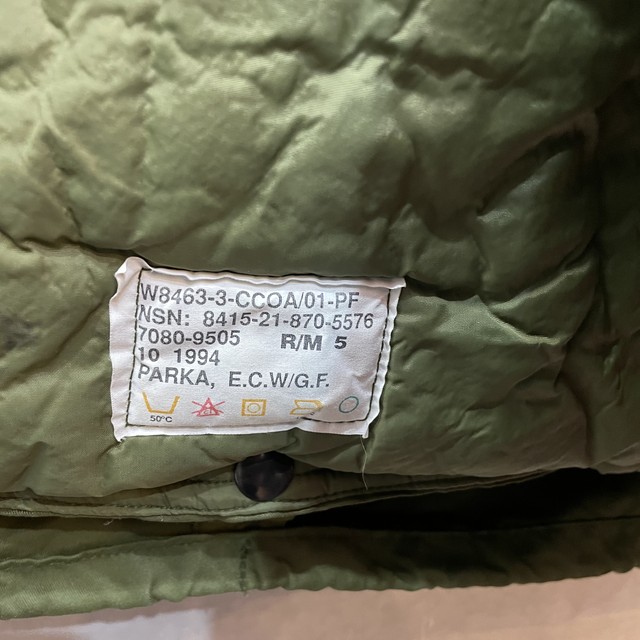 W8463-3-CCOA/01-PF
NSN: 8415-21-870-5576
7080-9505 R/M 5
10 1994
PARKA, E.C.W/G.F.
50°C